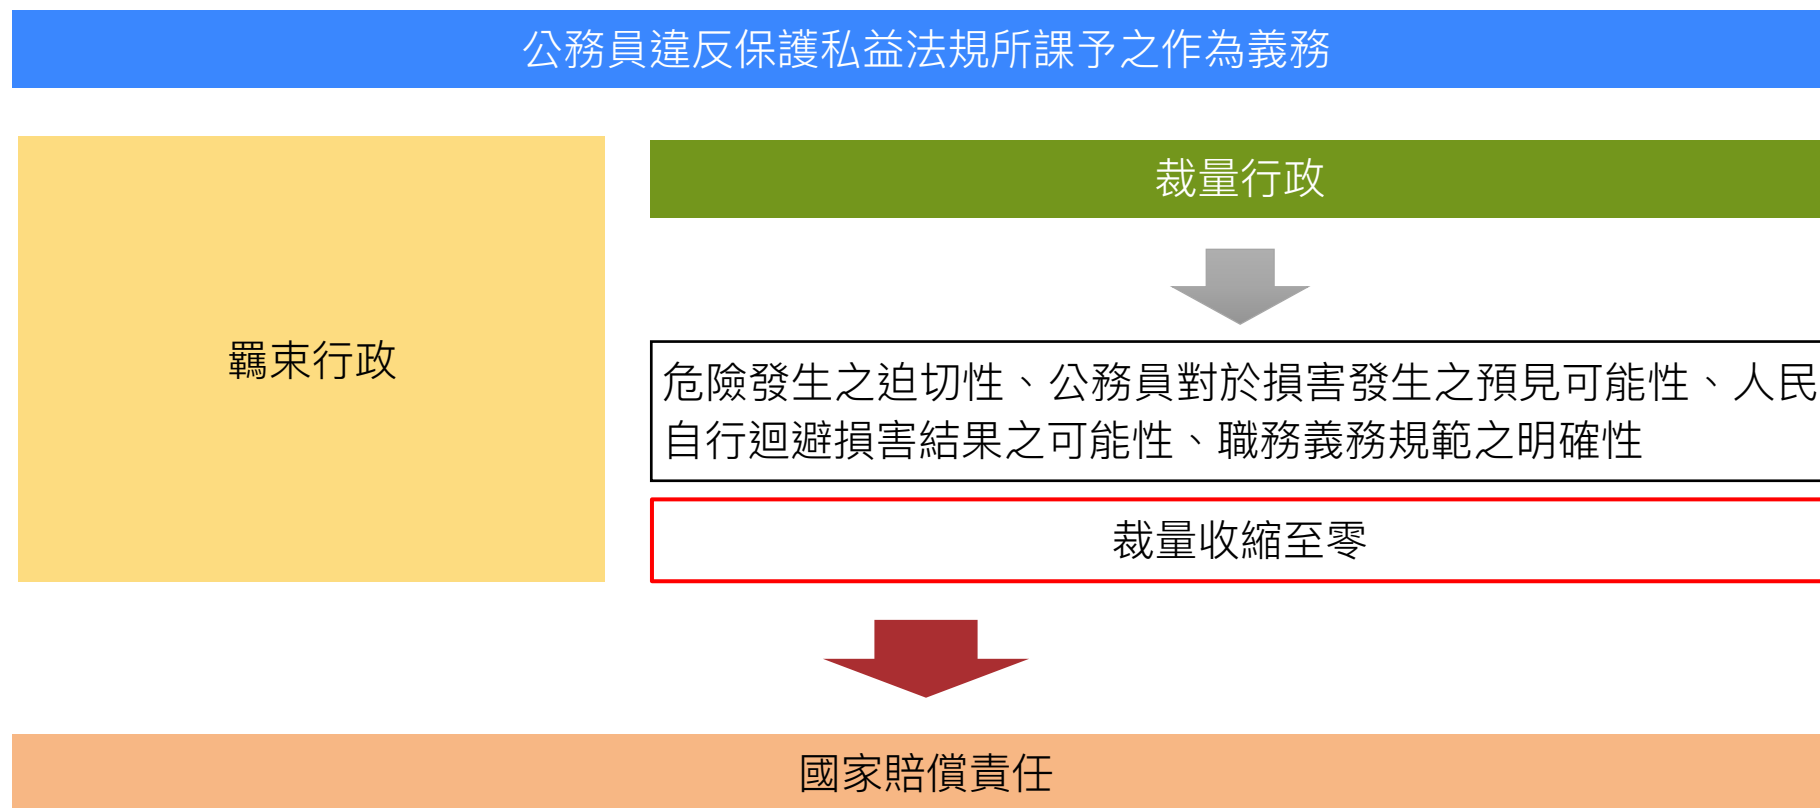 公務員違反保護私益法規所課予之作為義務
羈束行政
裁量行政
危險發生之迫切性、公務員對於損害發生之預見可能性、人民
自行迴避損害結果之可能性、職務義務規範之明確性
裁量收縮至零
國家賠償責任